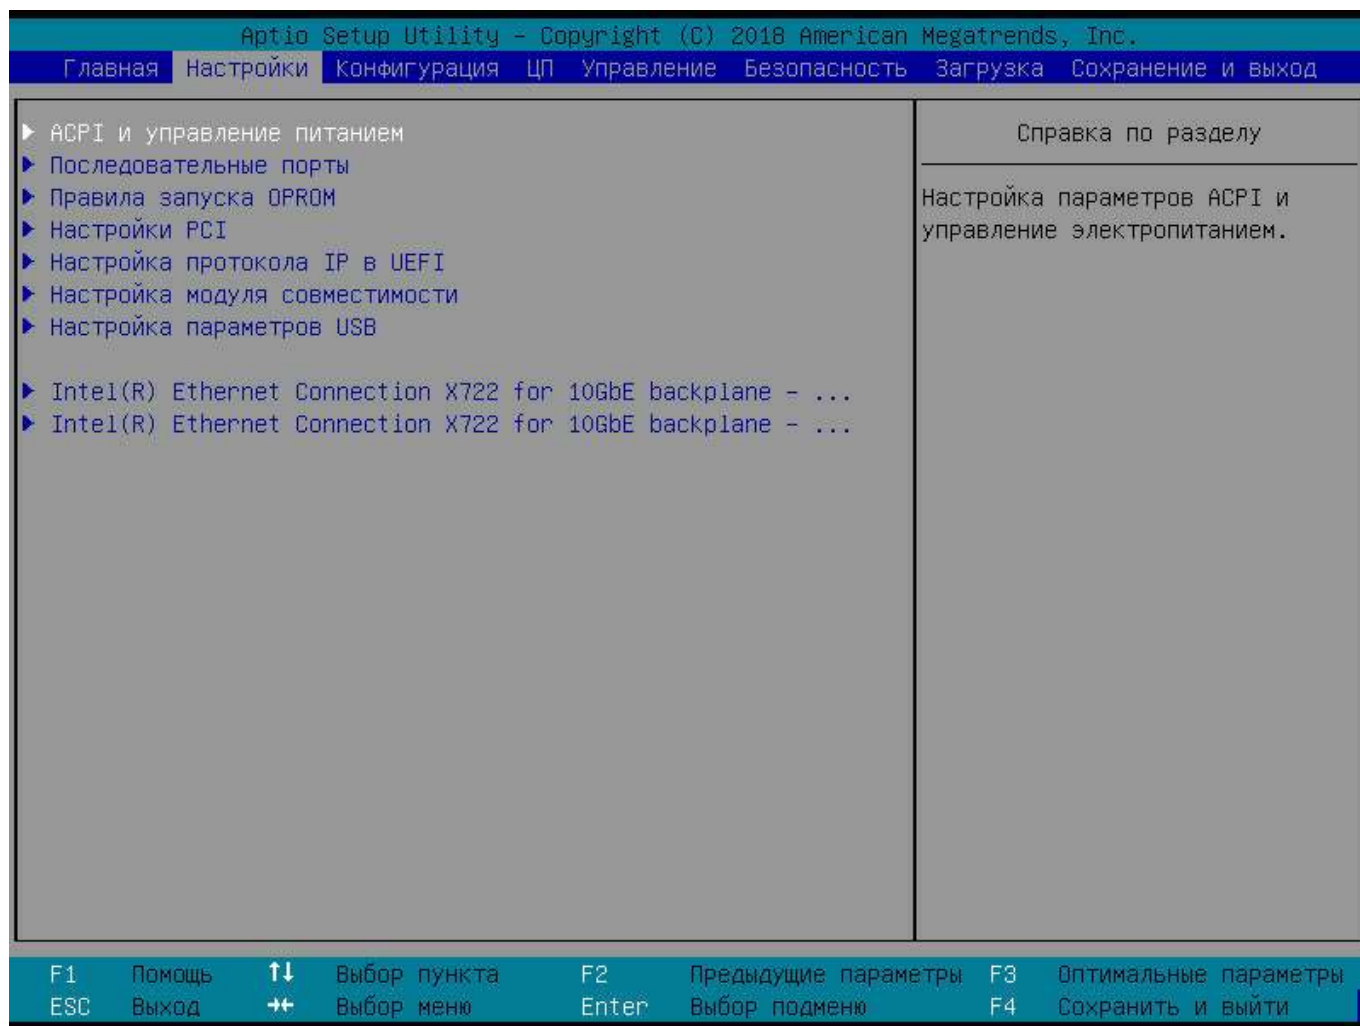 Aptio Setup Utility – Copyright (C) 2018 American Megatrends, Inc.
Главная Настройки Конфигурация ЦП Управление Безопасность Загрузка Сохранение и выход
ACPI и управление питанием
Последовательные порты
Правила запуска OPROM
Настройки PCI
Настройка протокола IP в UEFI
Настройка модуля совместимости
Настройка параметров USB
Intel(R) Ethernet Connection X722 for 10GbE backplane – ...
Intel(R) Ethernet Connection X722 for 10GbE backplane – ...
Справка по разделу
Настройка параметров ACPI и
управление электропитанием.
F1 Помощь ↑↓ Выбор пункта F2 Предыдущие параметры F3 Оптимальные параметры
ESC Выход →← Выбор меню Enter Выбор подменю F4 Сохранить и выйти